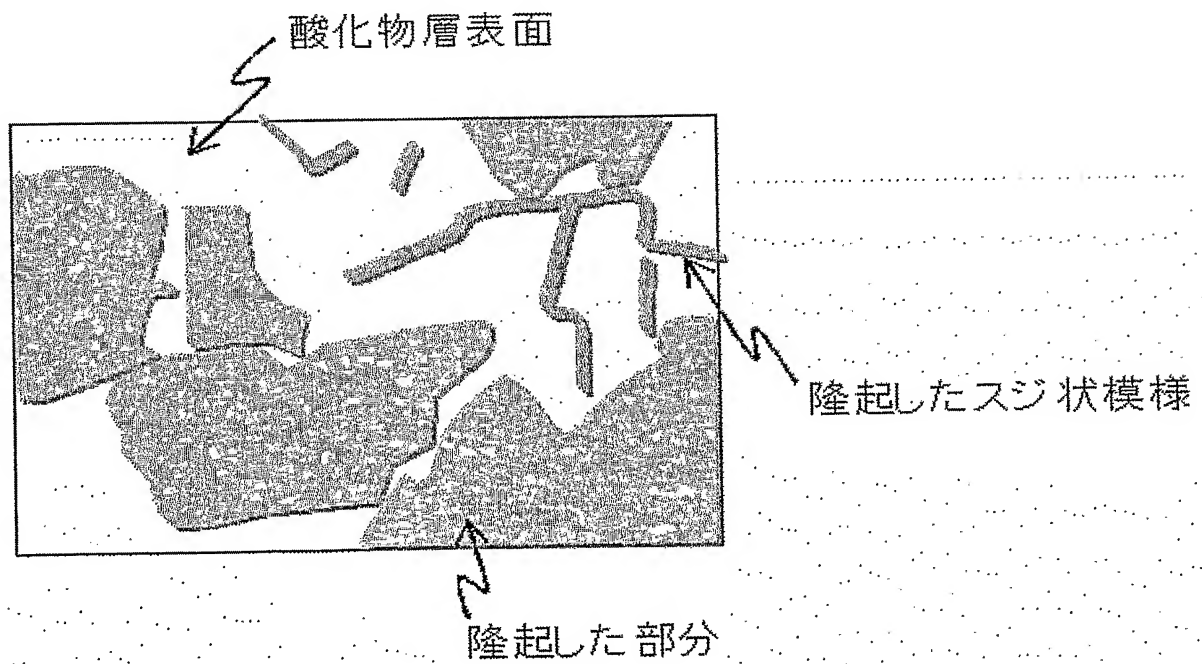 酸化物層表面
隆起したスジ状模様
隆起した部分